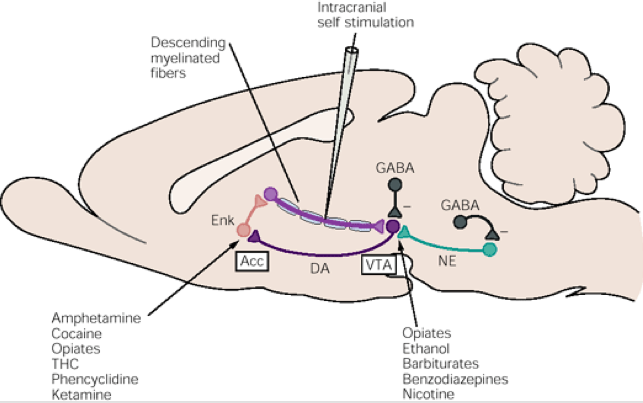 Intracranial
self stimulation
Descending
myelinated
fibers
GABA
GABA
–
–
Enk
Acc
DA
VTA
NE
Amphetamine
Cocaine
Opiates
THC
Phencyclidine
Ketamine
Opiates
Ethanol
Barbiturates
Benzodiazepines
Nicotine